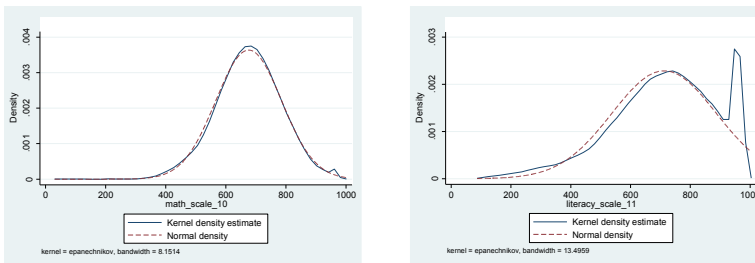 .004
.003
.002
.001
0
Density
0 200 400 600 800 1000
math_scale_10
Kernel density estimate
Normal density
kernel = epanechnikov, bandwidth = 8.1514
.003
.002
.001
0
Density
0 200 400 600 800 1000
literacy_scale_11
Kernel density estimate
Normal density
kernel = epanechnikov, bandwidth = 13.4959